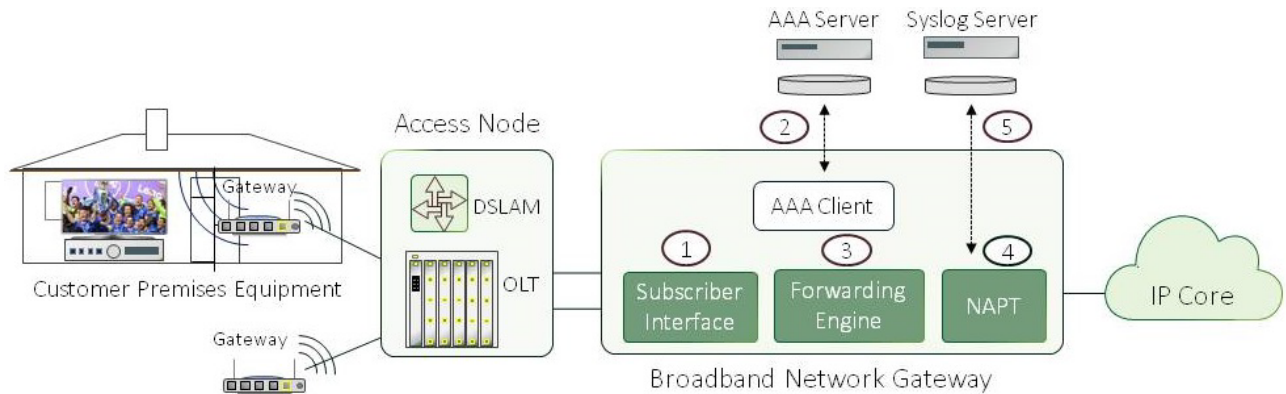 AAA Server
Syslog Server
2
5
Access Node
Gateway
DSLAM
AAA Client
1
3
4
OLT
Subscriber
Interface
Forwarding
Engine
NAPT
IP Core
Customer Premises Equipment
Gateway
Broadband Network Gateway